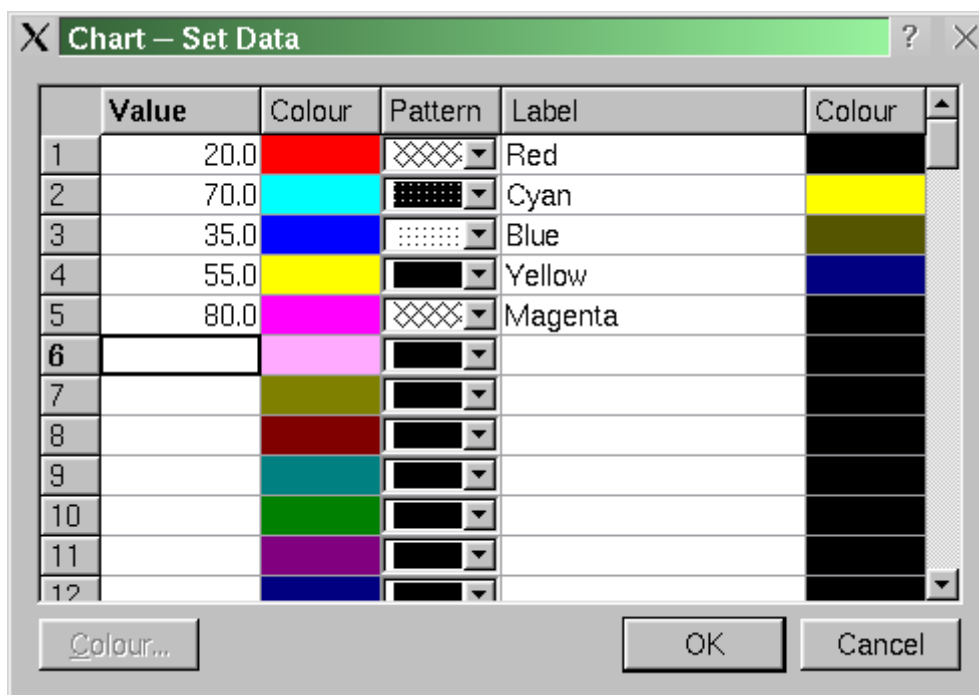 Chart – Set Data ?
Value Colour Pattern Label Colour
1 20.0 Red
2 70.0 Cyan
3 35.0 Blue
4 55.0 Yellow
5 80.0 Magenta
6
7
8
9
10
11
12
Colour... OK Cancel